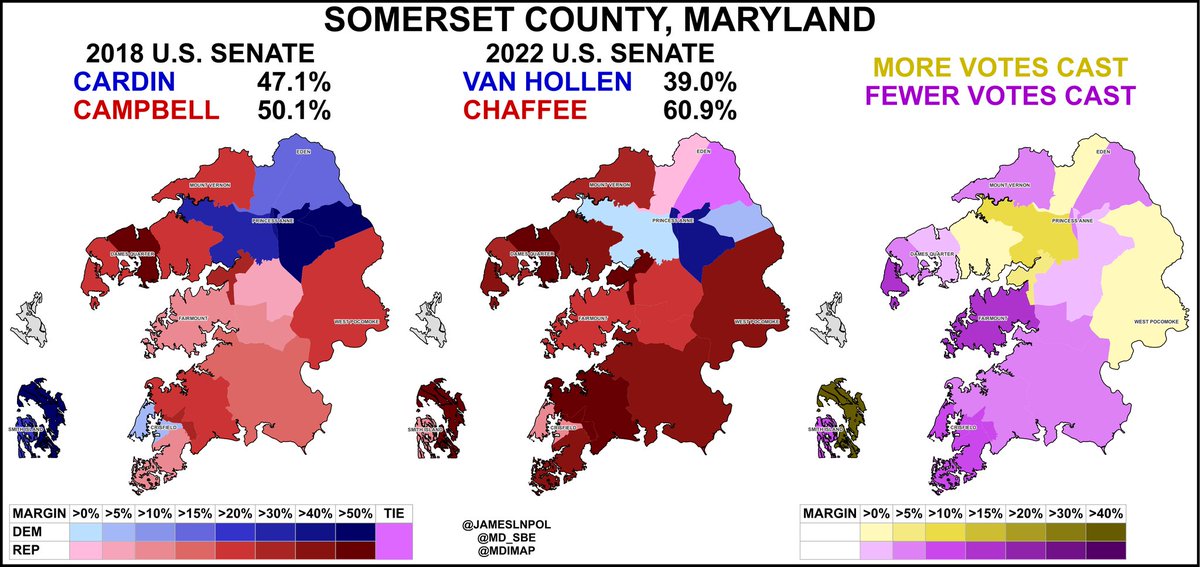 SOMERSET COUNTY, MARYLAND
2018 U.S. SENATE
CARDIN 47.1%
CAMPBELL 50.1%
2022 U.S. SENATE
VAN HOLLEN 39.0%
CHAFFEE 60.9%
MORE VOTES CAST
FEWER VOTES CAST
EDEN
MOUNT VERNON
PRINCESS ANNE
DAMES QUARTER
FAIRMOUNT
WEST POCOMOKE
CRISFIELD
SMITH ISLAND
EDEN
MOUNT VERNON
PRINCESS ANNE
DAMES QUARTER
FAIRMOUNT
WEST POCOMOKE
CRISFIELD
SMITH ISLAND
EDEN
MOUNT VERNON
PRINCESS ANNE
DAMES QUARTER
FAIRMOUNT
WEST POCOMOKE
CRISFIELD
SMITH ISLAND
MARGIN >0% >5% >10% >15% >20% >30% >40% >50% TIE
DEM
REP
@JAMESLNPOL
@MD_SBE
@MDIMAP
MARGIN >0% >5% >10% >15% >20% >30% >40%